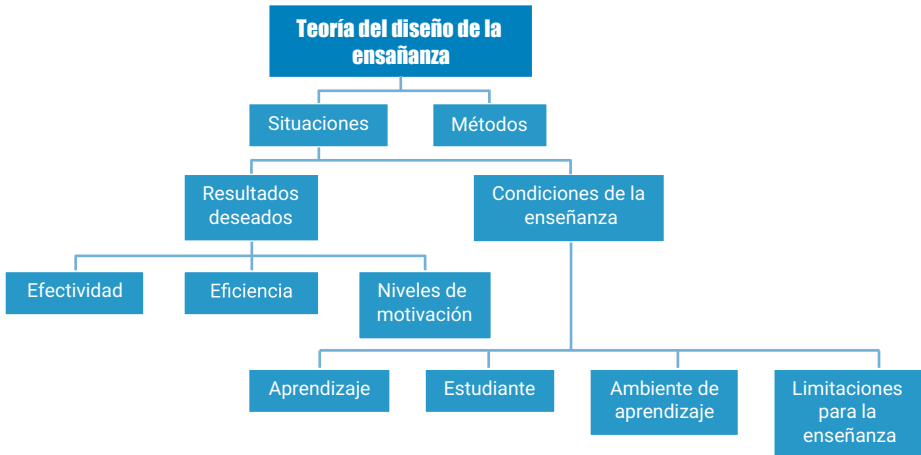 Teoría del diseño de la
ensañanza
Situaciones
Métodos
Resultados
deseados
Condiciones de la
enseñanza
Efectividad
Eficiencia
Niveles de
motivación
Aprendizaje
Estudiante
Ambiente de
aprendizaje
Limitaciones
para la
enseñanza